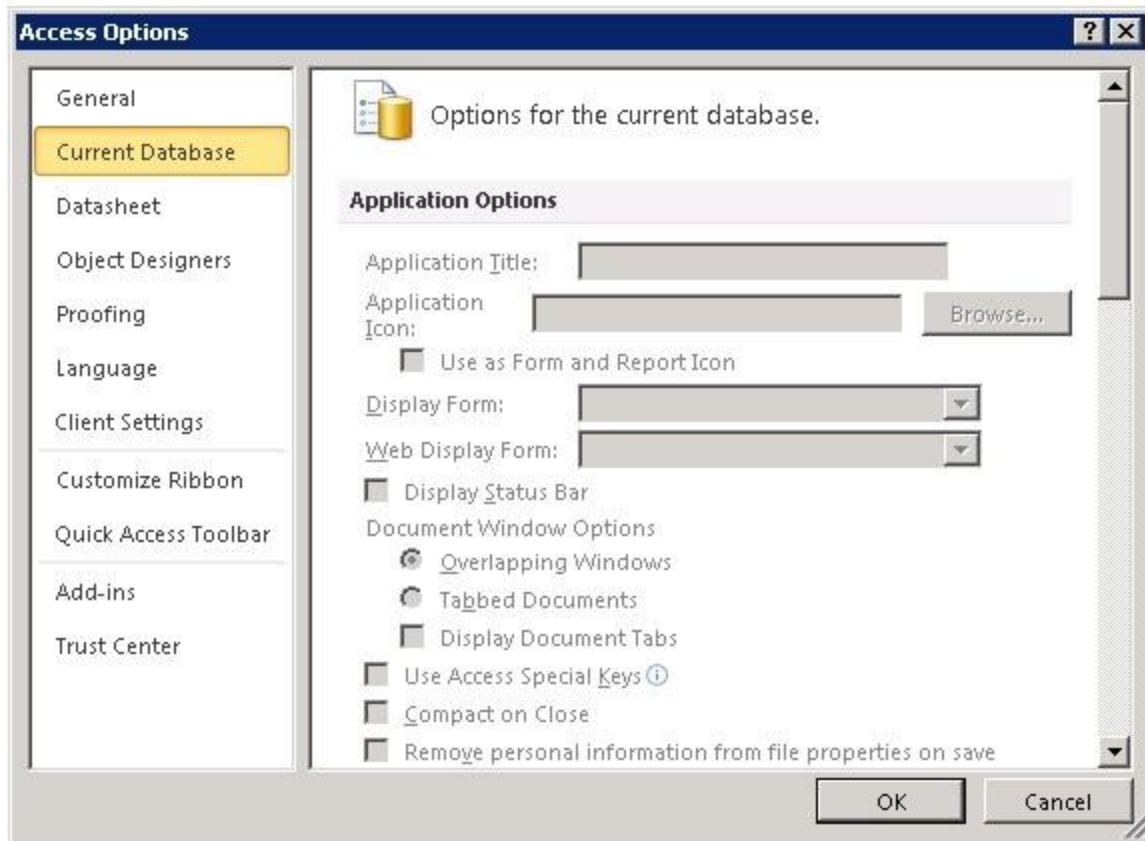 Access Options
General
Current Database
Datasheet
Object Designers
Proofing
Language
Client Settings
Customize Ribbon
Quick Access Toolbar
Add-ins
Trust Center
Options for the current database.
Application Options
Application Title:
Application
Icon:
Browse...
Use as Form and Report Icon
Display Form:
Web Display Form:
Display Status Bar
Document Window Options
Overlapping Windows
Tabbed Documents
Display Document Tabs
Use Access Special Keys
Compact on Close
Remove personal information from file properties on save
OK
Cancel